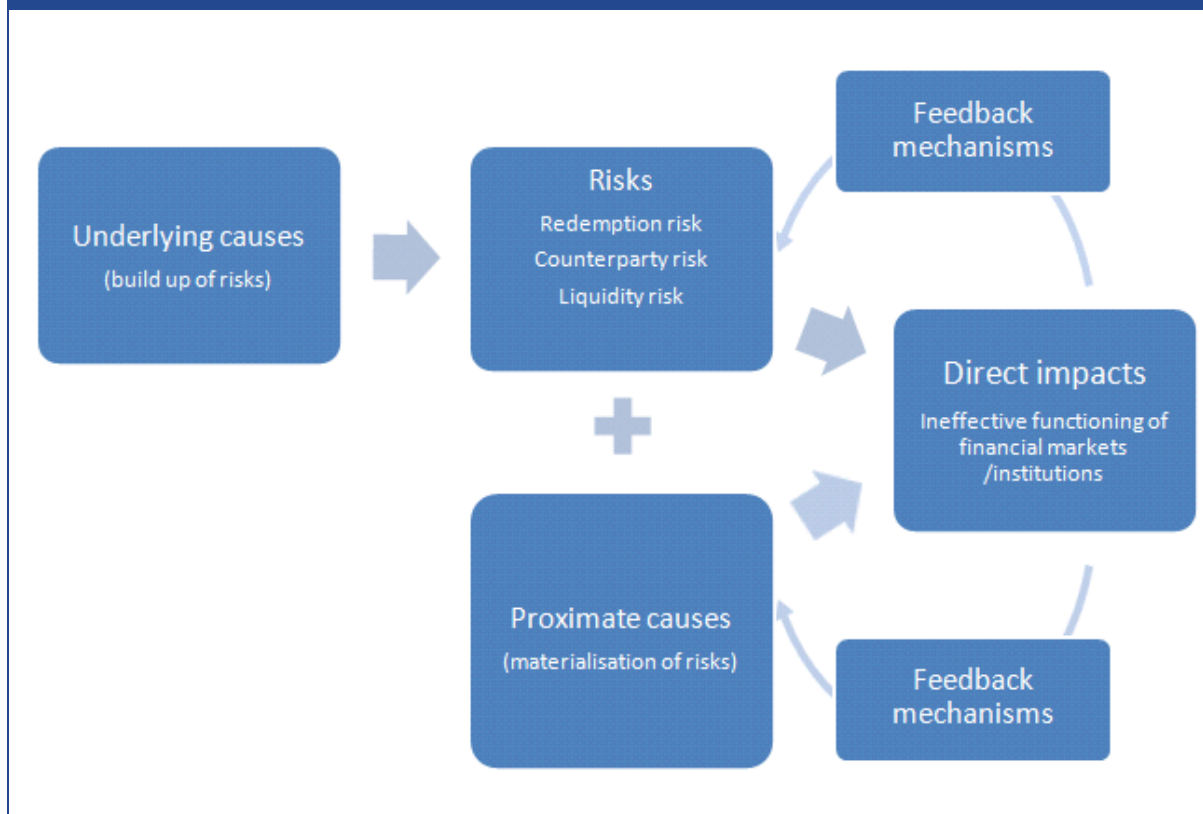 Underlying causes
(build up of risks)
Risks
Redemption risk
Counterparty risk
Liquidity risk
Feedback
mechanisms
Direct impacts
Ineffective functioning of
financial markets
/institutions
Proximate causes
(materialisation of risks)
Feedback
mechanisms